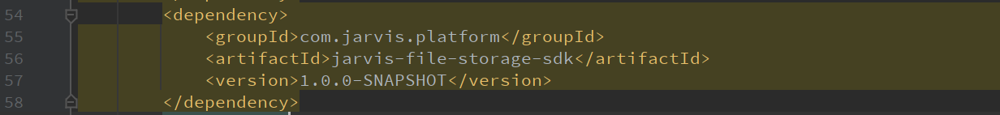 54 <dependency>
55 <groupId>com.jarvis.platform</groupId>
56 <artifactId>jarvis-file-storage-sdk</artifactId>
57 <version>1.0.0-SNAPSHOT</version>
58 </dependency>